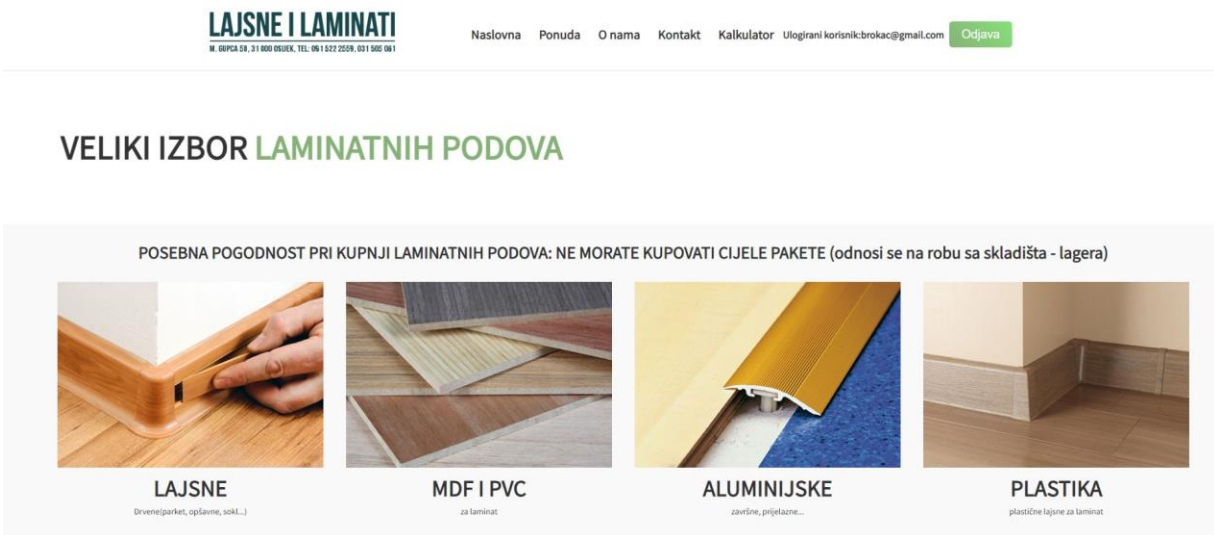 LAJSNE I LAMINATI
M. GUPCA 58, 31 000 OSIJEK, TEL: 091 522 2559, 031 505 061
Naslovna Ponuda O nama Kontakt Kalkulator Ulogirani korisnik:brokac@gmail.com Odjava
VELIKI IZBOR LAMINATNIH PODOVA
POSEBNA POGODNOST PRI KUPNJI LAMINATNIH PODOVA: NE MORATE KUPOVATI CIJELE PAKETE (odnosi se na robu sa skladišta - lagera)
LAJSNE
Drvene(parket, opšavne, sokl...)
MDF I PVC
za laminat
ALUMINIJSKE
završne, prijelazne...
PLASTIKA
plastične lajsne za laminat